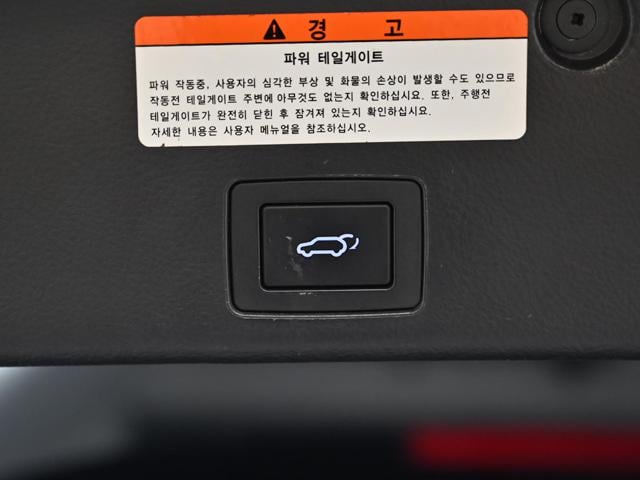 경 고
파워 테일게이트
파워 작동중, 사용자의 심각한 부상 및 화물의 손상이 발생할 수도 있으므로
작동전 테일게이트 주변에 아무것도 없는지 확인하십시요. 또한, 주행전
테일게이트가 완전히 닫힌 후 잠겨져 있는지 확인하십시요.
자세한 내용은 사용자 메뉴얼을 참조하십시오.